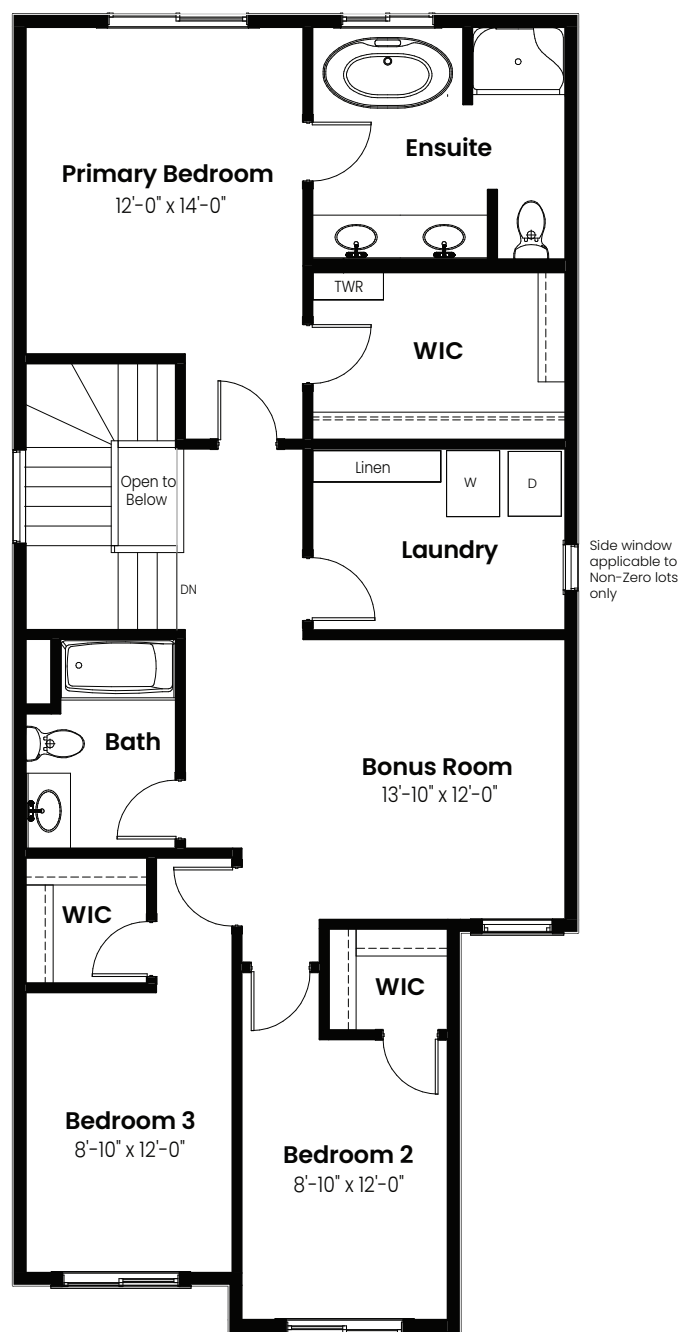 Ensuite
Primary Bedroom
12'-0" x 14'-0"
TWR
WIC
Linen
W
D
Open to
Below
Laundry
Side window
applicable to
Non-Zero lots
only
DN
Bath
Bonus Room
13'-10" x 12'-0"
WIC
WIC
Bedroom 3
8'-10" x 12'-0"
Bedroom 2
8'-10" x 12'-0"